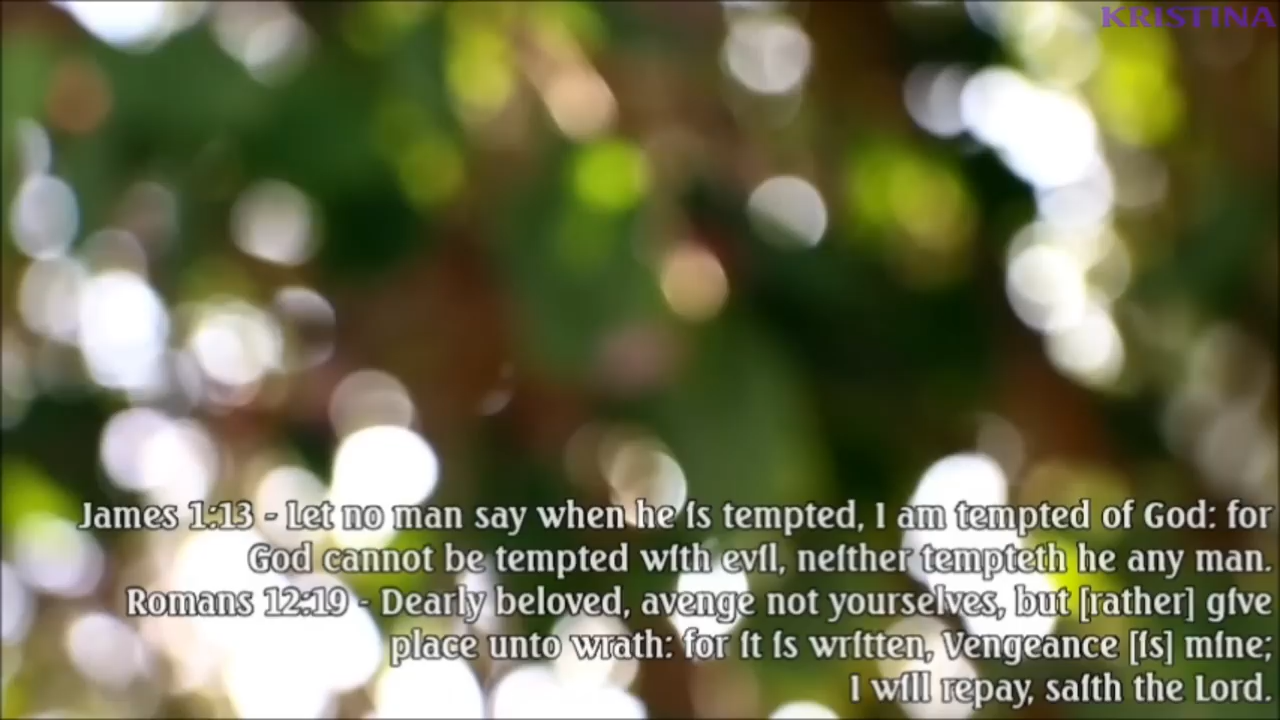 KRISTINA
James 1:13 - Let no man say when he is tempted, I am tempted of God: for
God cannot be tempted with evil, neither tempteth he any man.
Romans 12:19 - Dearly beloved, avenge not yourselves, but [rather] give
place unto wrath: for it is written, Vengeance [is] mine;
I will repay, saith the Lord.